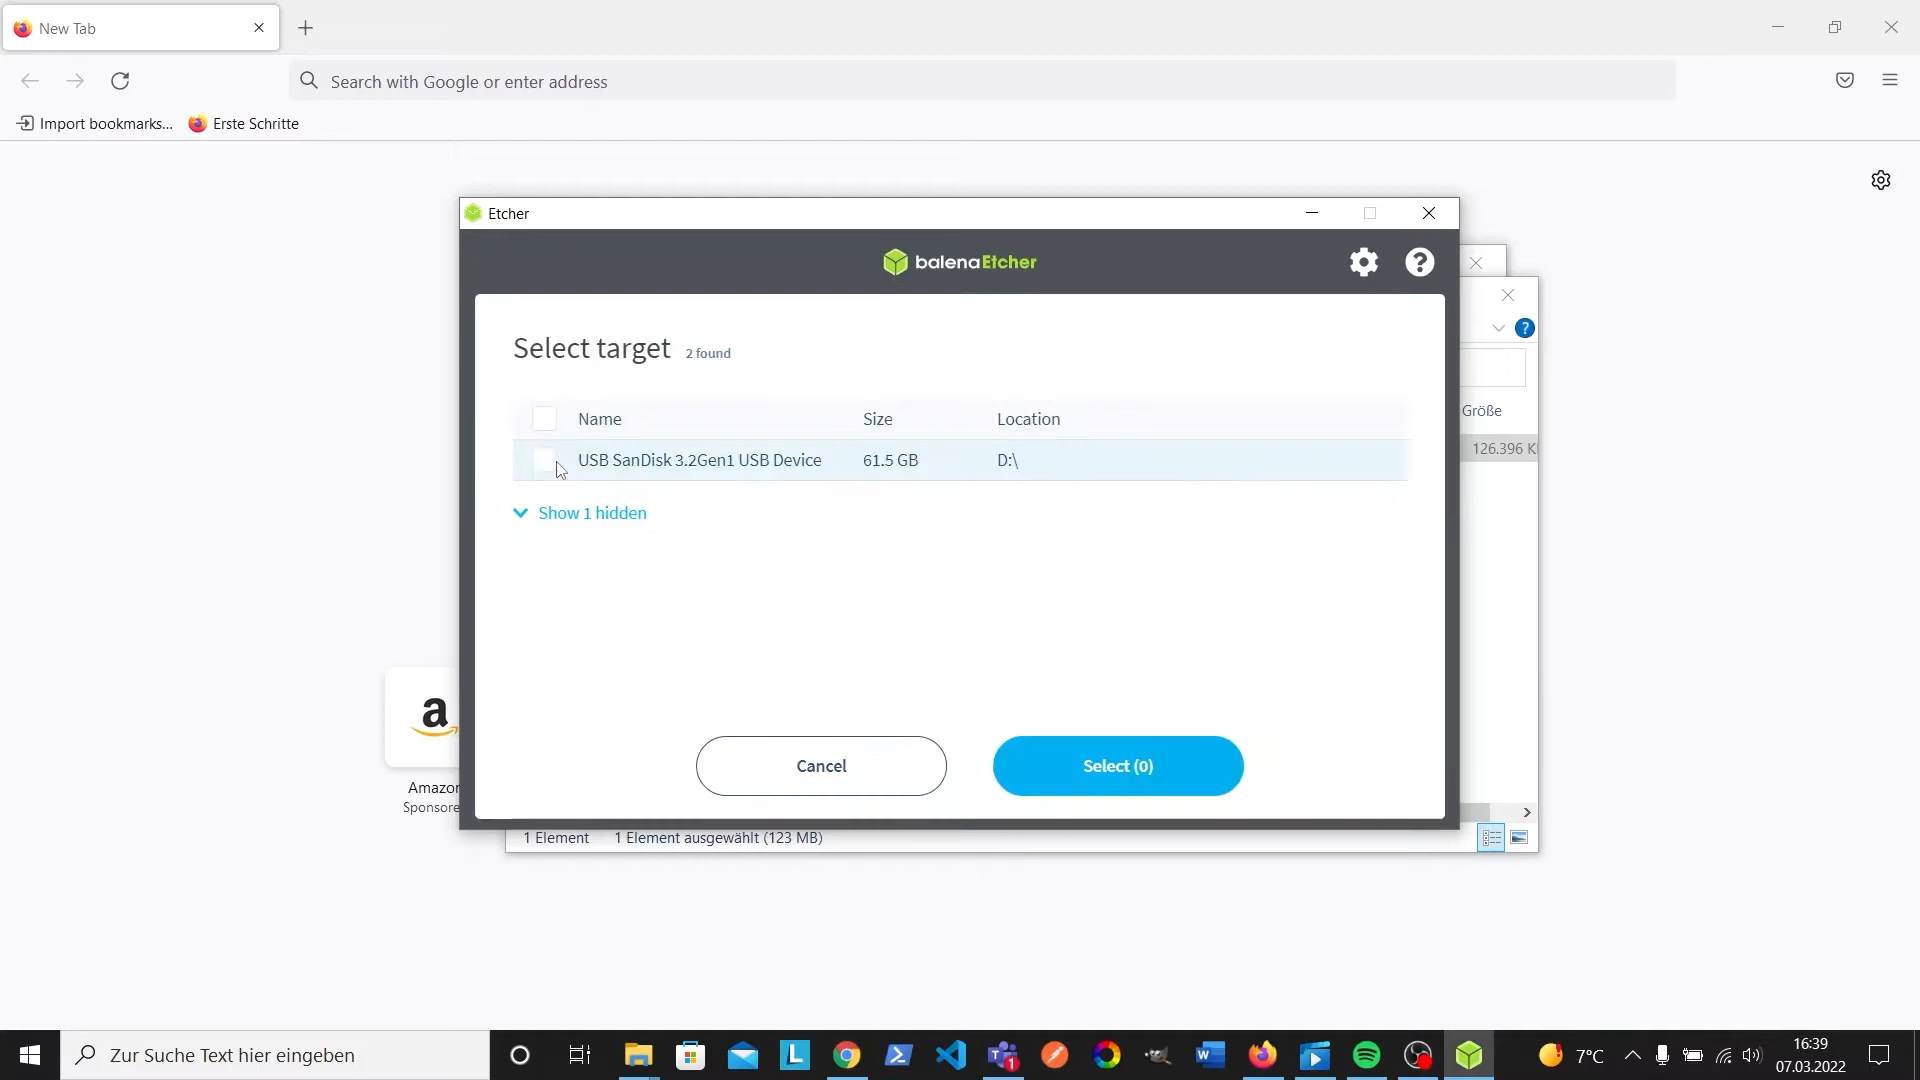 New Tab
Search with Google or enter address
Import bookmarks...
Erste Schritte
Etcher
balenaEtcher
Select target 2 found
Name Size Location
USB SanDisk 3.2Gen1 USB Device 61.5 GB D:\
Show 1 hidden
Cancel
Select (0)
Größe
126.396 K
a
Amazon
Sponsore
1 Element 1 Element ausgewählt (123 MB)
Zur Suche Text hier eingeben
L
1
W
7°C
16:39
07.03.2022